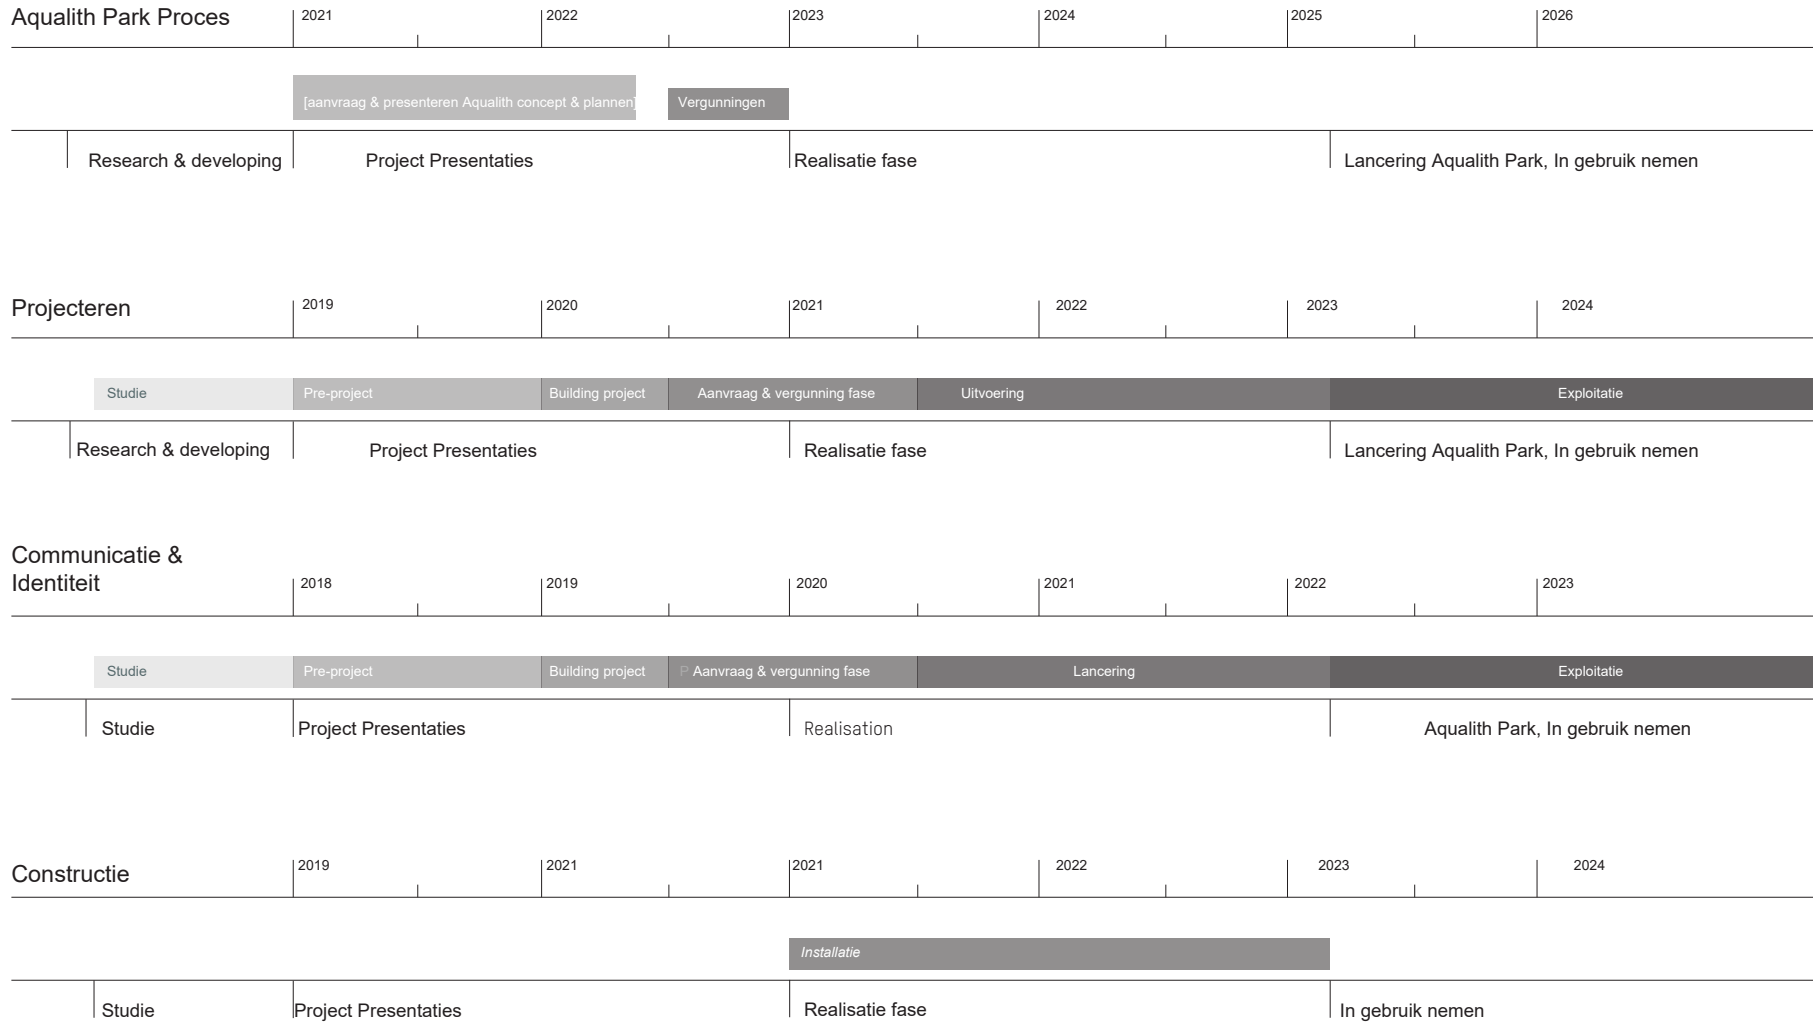 Aqualith Park Proces
2021 2022 2023 2024 2025 2026
[aanvraag & presenteren Aqualith concept & plannen] Vergunningen
Research & developing Project Presentaties Realisatie fase Lancering Aqualith Park, In gebruik nemen
Projecteren
2019 2020 2021 2022 2023 2024
Studie Pre-project Building project Aanvraag & vergunning fase Uitvoering Exploitatie
Research & developing Project Presentaties Realisatie fase Lancering Aqualith Park, In gebruik nemen
Communicatie &
Identiteit
2018 2019 2020 2021 2022 2023
Studie Pre-project Building project P Aanvraag & vergunning fase Lancering Exploitatie
Studie Project Presentaties Realisation Aqualith Park, In gebruik nemen
Constructie
2019 2021 2021 2022 2023 2024
Installatie
Studie Project Presentaties Realisatie fase In gebruik nemen